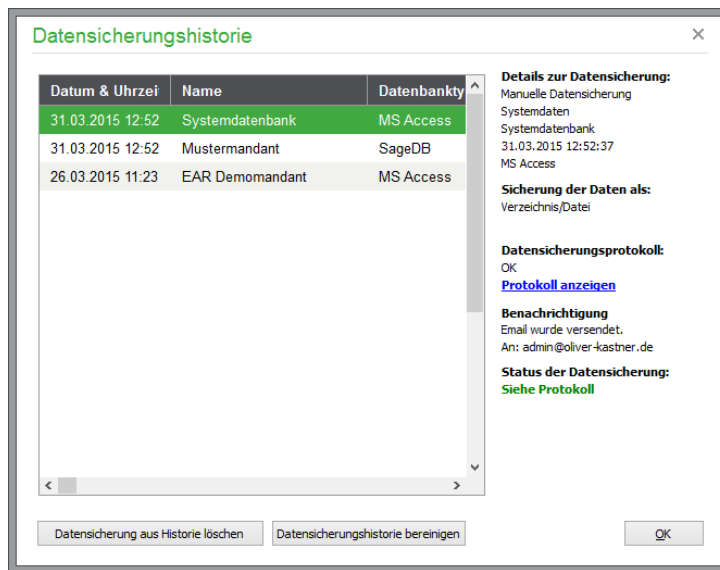 Datensicherungshistorie
Datum & Uhrzei Name Datenbankty
31.03.2015 12:52 Systemdatenbank MS Access
31.03.2015 12:52 Mustermandant SageDB
26.03.2015 11:23 EAR Demomandant MS Access
Details zur Datensicherung:
Manuelle Datensicherung
Systemdaten
Systemdatenbank
31.03.2015 12:52:37
MS Access
Sicherung der Daten als:
Verzeichnis/Datei
Datensicherungsprotokoll:
OK
Protokoll anzeigen
Benachrichtigung
Email wurde versendet.
An: admin@oliver-kastner.de
Status der Datensicherung:
Siehe Protokoll
Datensicherung aus Historie löschen Datensicherungshistorie bereinigen OK